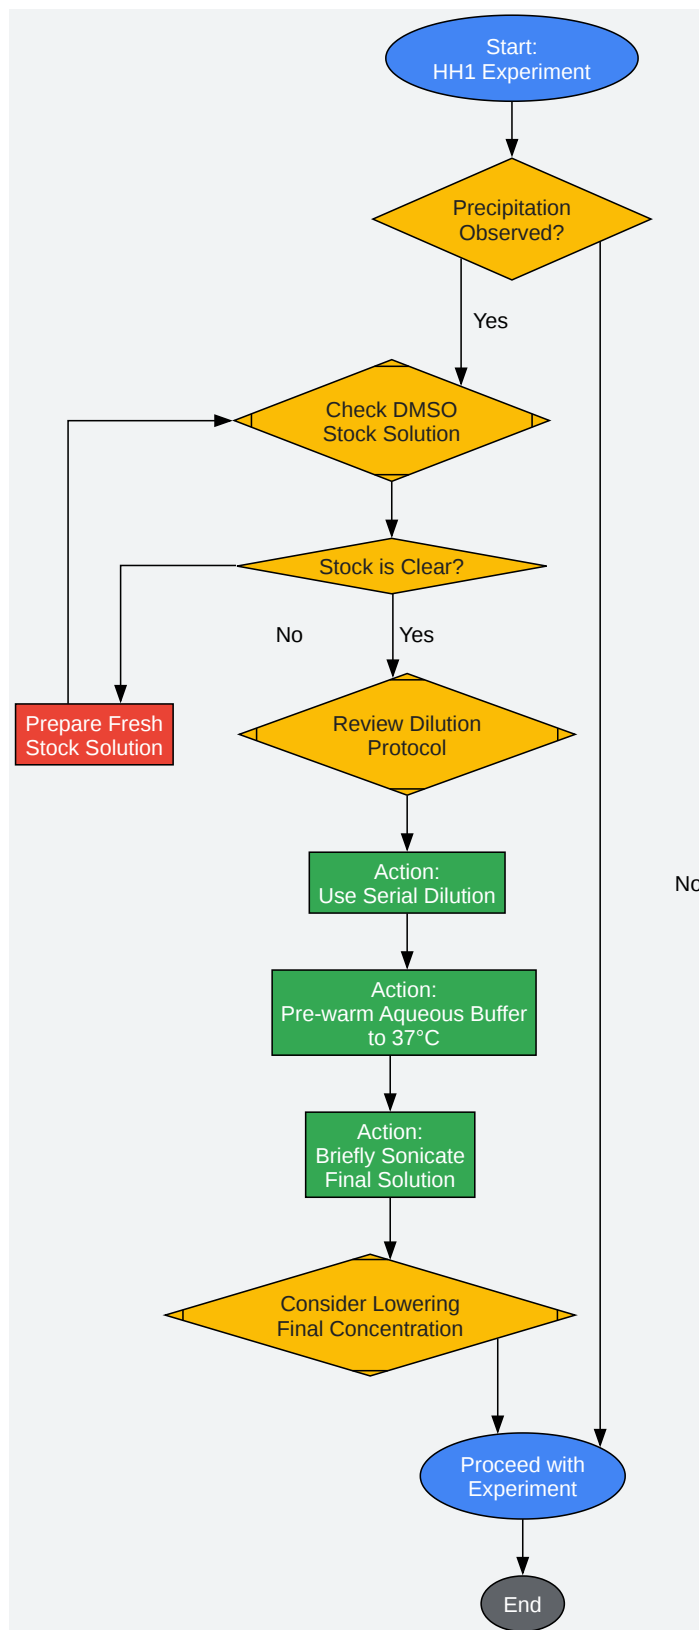 Start:
HH1 Experiment
Precipitation
Observed?
Yes
Check DMSO
Stock Solution
Stock is Clear?
No
Yes
Prepare Fresh
Stock Solution
Review Dilution
Protocol
Action:
Use Serial Dilution
No
Action:
Pre-warm Aqueous Buffer
to 37°C
Action:
Briefly Sonicate
Final Solution
Consider Lowering
Final Concentration
Proceed with
Experiment
End